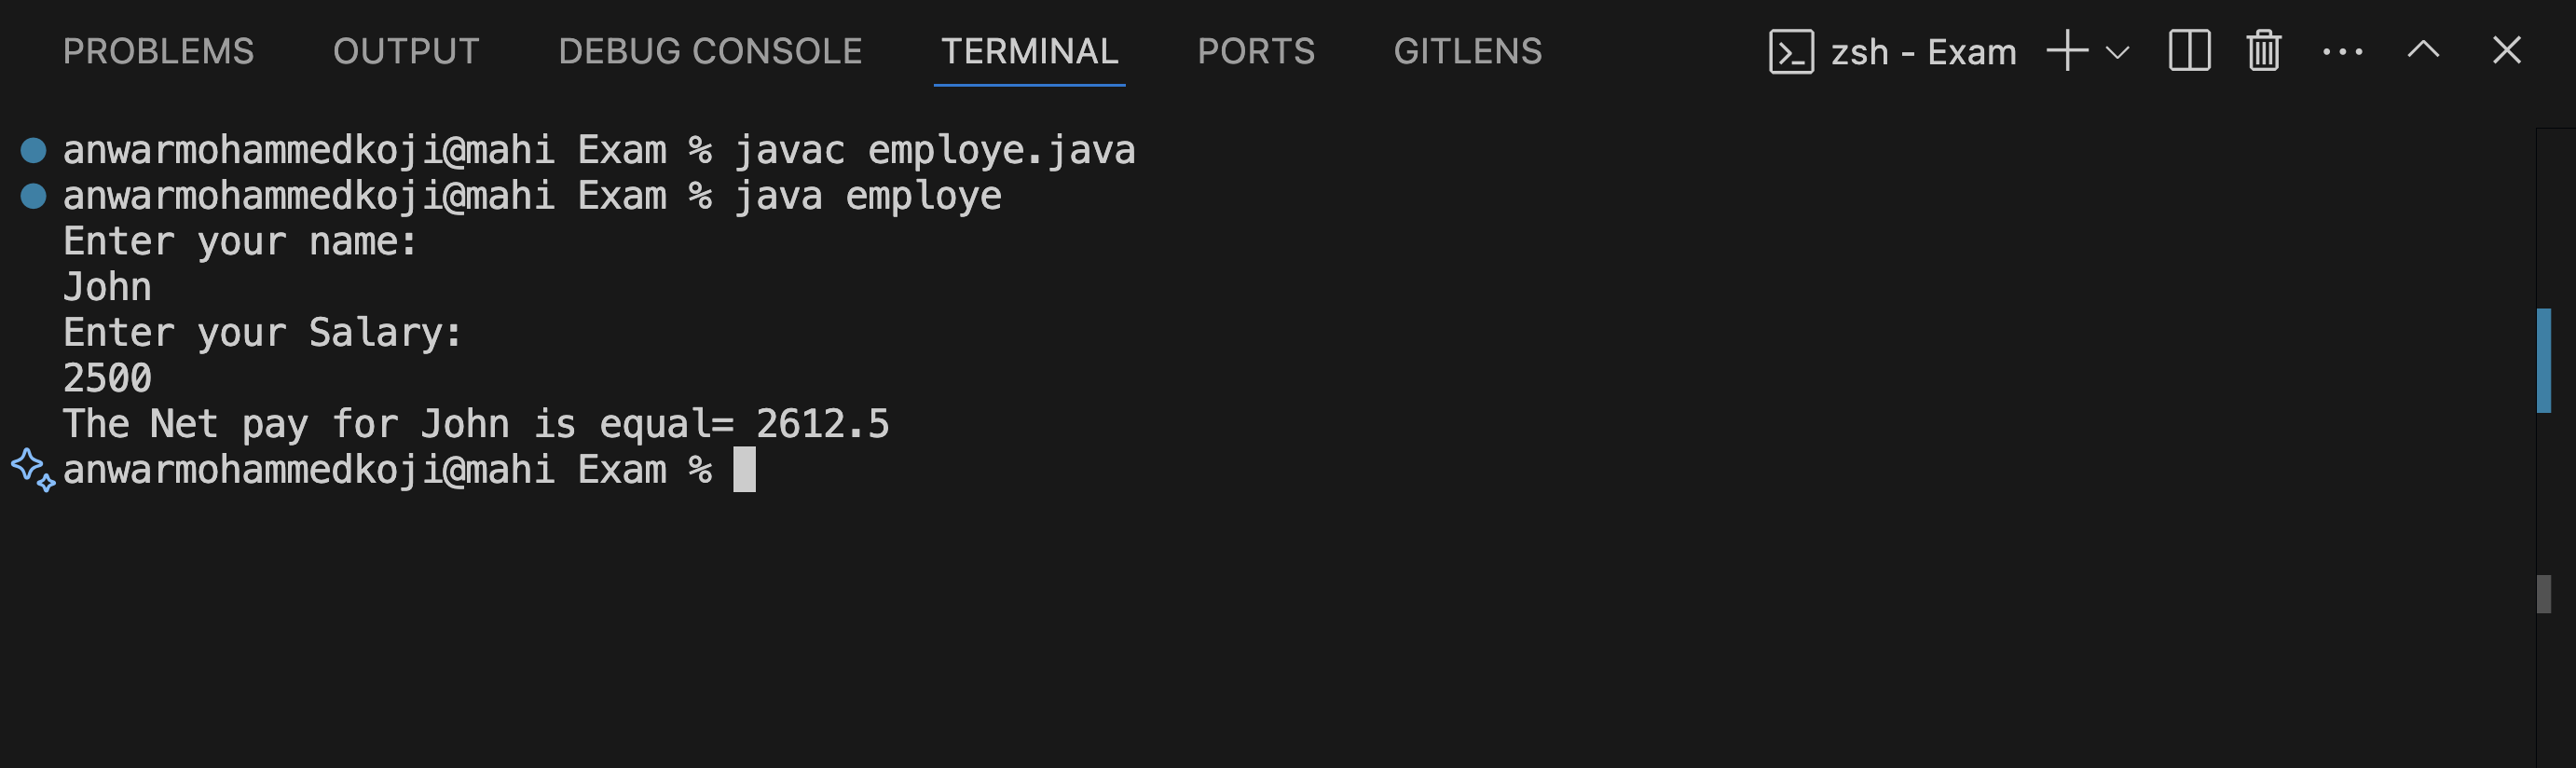 PROBLEMS OUTPUT DEBUG CONSOLE TERMINAL PORTS GITLENS zsh - Exam
anwarmohammedkoji@mahi Exam % javac employe.java
anwarmohammedkoji@mahi Exam % java employe
Enter your name:
John
Enter your Salary:
2500
The Net pay for John is equal= 2612.5
anwarmohammedkoji@mahi Exam %